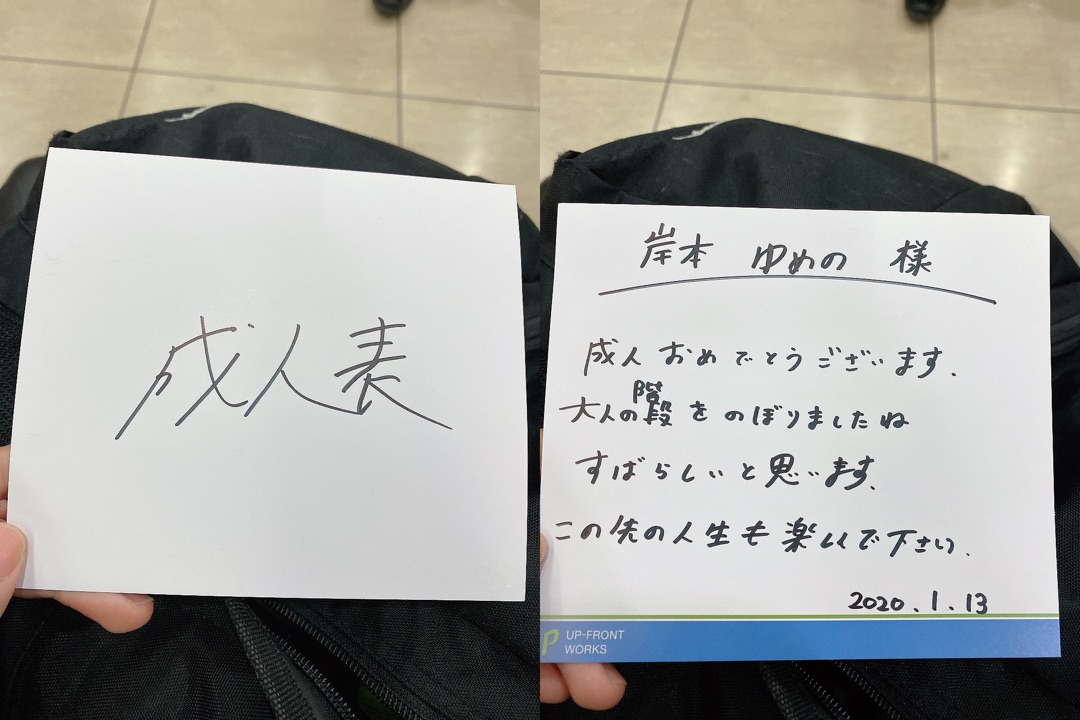 成人表
岸本 ゆめの 様
成人おめでとうございます.
大人の階段をのぼりましたね
すばらしいと思います.
この先の人生も楽しんで下さい.
2020.1.13
UP-FRONT
WORKS